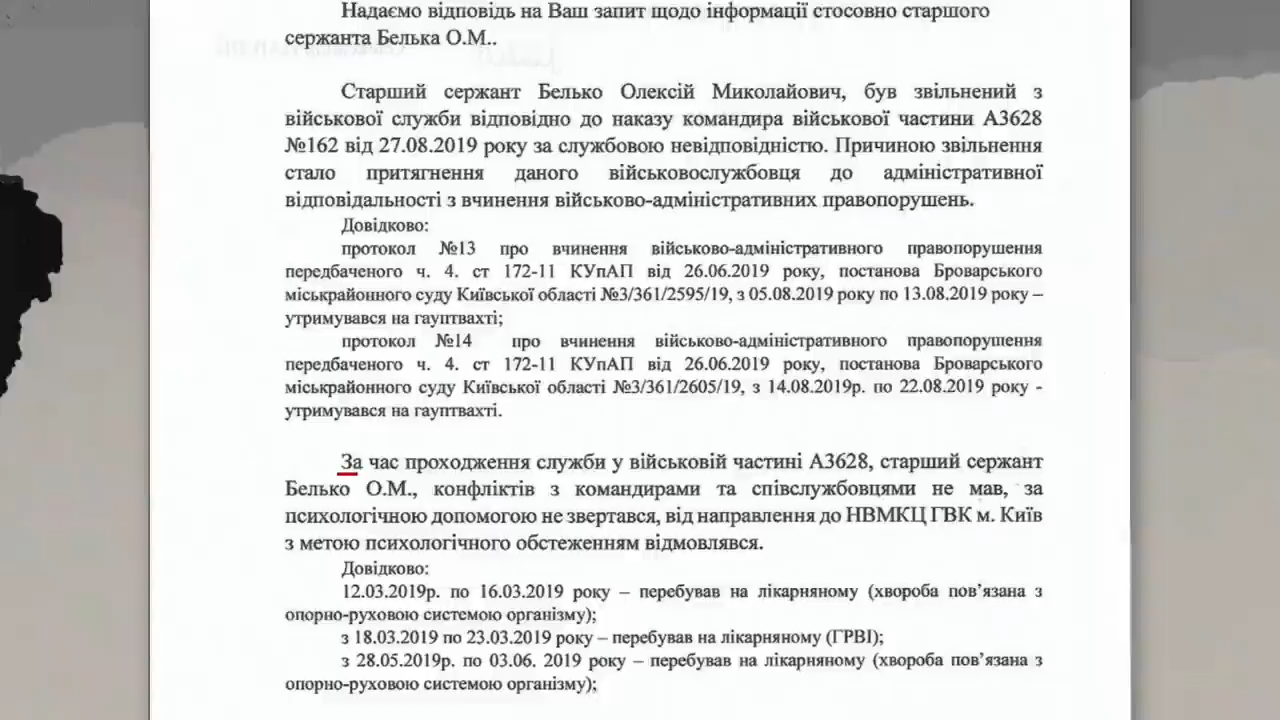 Надаємо відповідь на Ваш запит щодо інформації стосовно старшого
сержанта Белька О.М..
Старший сержант Белько Олексій Миколайович, був звільнений з
військової служби відповідно до наказу командира військової частини А3628
№162 від 27.08.2019 року за службовою невідповідністю. Причиною звільнення
стало притягнення даного військовослужбовця до адміністративної
відповідальності з вчинення військово-адміністративних правопорушень.
Довідково:
протокол №13 про вчинення військово-адміністративного правопорушення
передбаченого ч. 4. ст 172-11 КУпАП від 26.06.2019 року, постанова Броварського
міськрайонного суду Київської області №3/361/2595/19, з 05.08.2019 року по 13.08.2019 року –
утримувався на гауптвахті;
протокол №14 про вчинення військово-адміністративного правопорушення
передбаченого ч. 4. ст 172-11 КУпАП від 26.06.2019 року, постанова Броварського
міськрайонного суду Київської області №3/361/2605/19, з 14.08.2019р. по 22.08.2019 року -
утримувався на гауптвахті.
За час проходження служби у військовій частині А3628, старший сержант
Белько О.М., конфліктів з командирами та співслужбовцями не мав, за
психологічною допомогою не звертався, від направлення до НВМКЦ ГВК м. Київ
з метою психологічного обстеженням відмовлявся.
Довідково:
12.03.2019р. по 16.03.2019 року – перебував на лікарняному (хвороба пов’язана з
опорно-руховою системою організму);
з 18.03.2019 по 23.03.2019 року – перебував на лікарняному (ГРВІ);
з 28.05.2019р. по 03.06. 2019 року – перебував на лікарняному (хвороба пов’язана з
опорно-руховою системою організму);